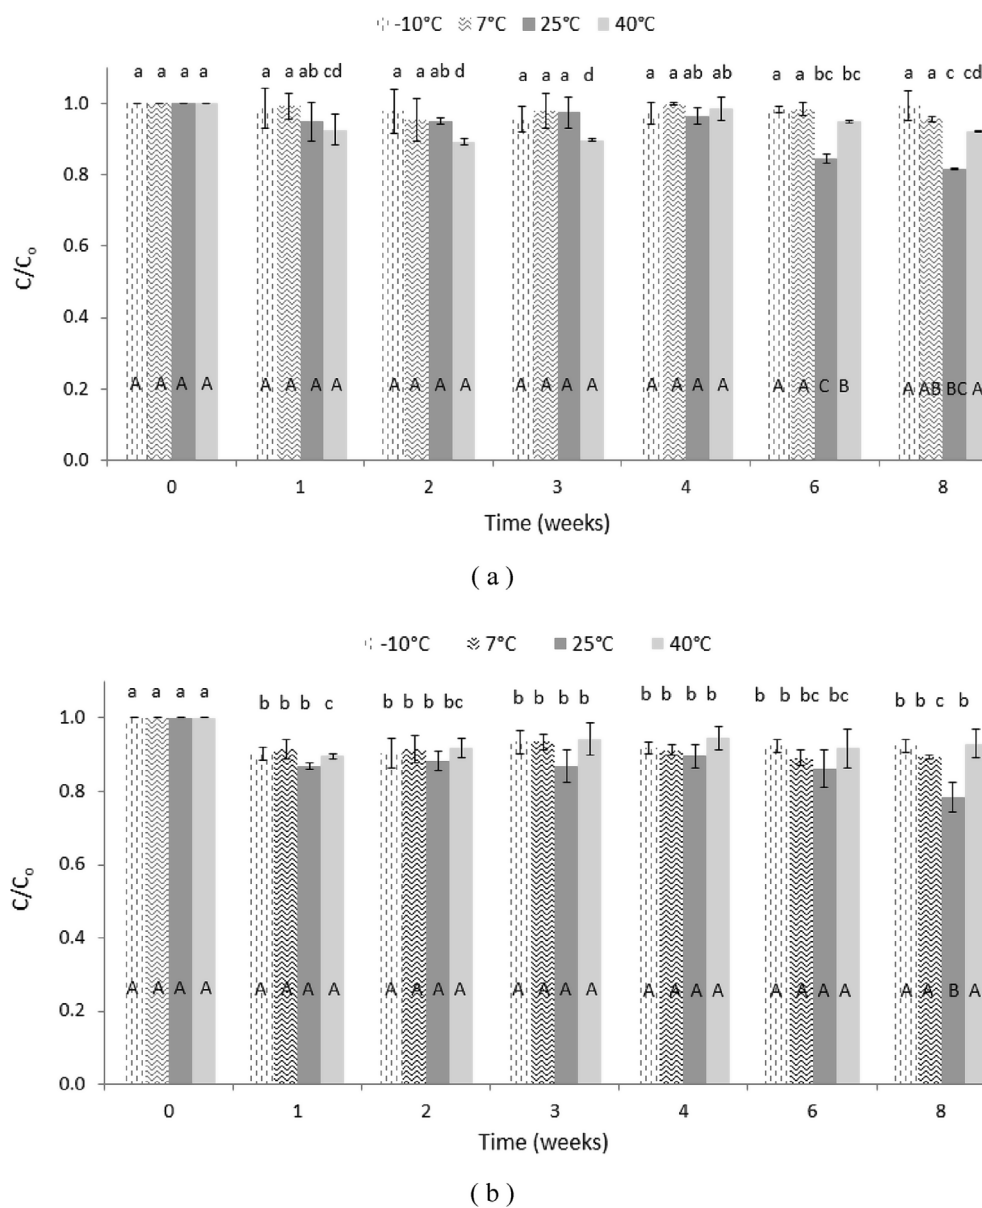 -10°C 7°C 25°C 40°C
a a a a a a ab cd a a ab d a a a d a a ab ab a a bc bc a a c cd
1.0
0.8
0.6
0.4
0.2
0.0
C/Co
A A A A A A A A A A A A A A A A A A A A A A C B A AB BC A
0 1 2 3 4 6 8
Time (weeks)
( a )
-10°C 7°C 25°C 40°C
a a a a b b b c b b b bc b b b b b b b b b b bc bc b b c b
1.0
0.8
0.6
0.4
0.2
0.0
C/Co
A A A A A A A A A A A A A A A A A A A A A A A A A A B A
0 1 2 3 4 6 8
Time (weeks)
( b )